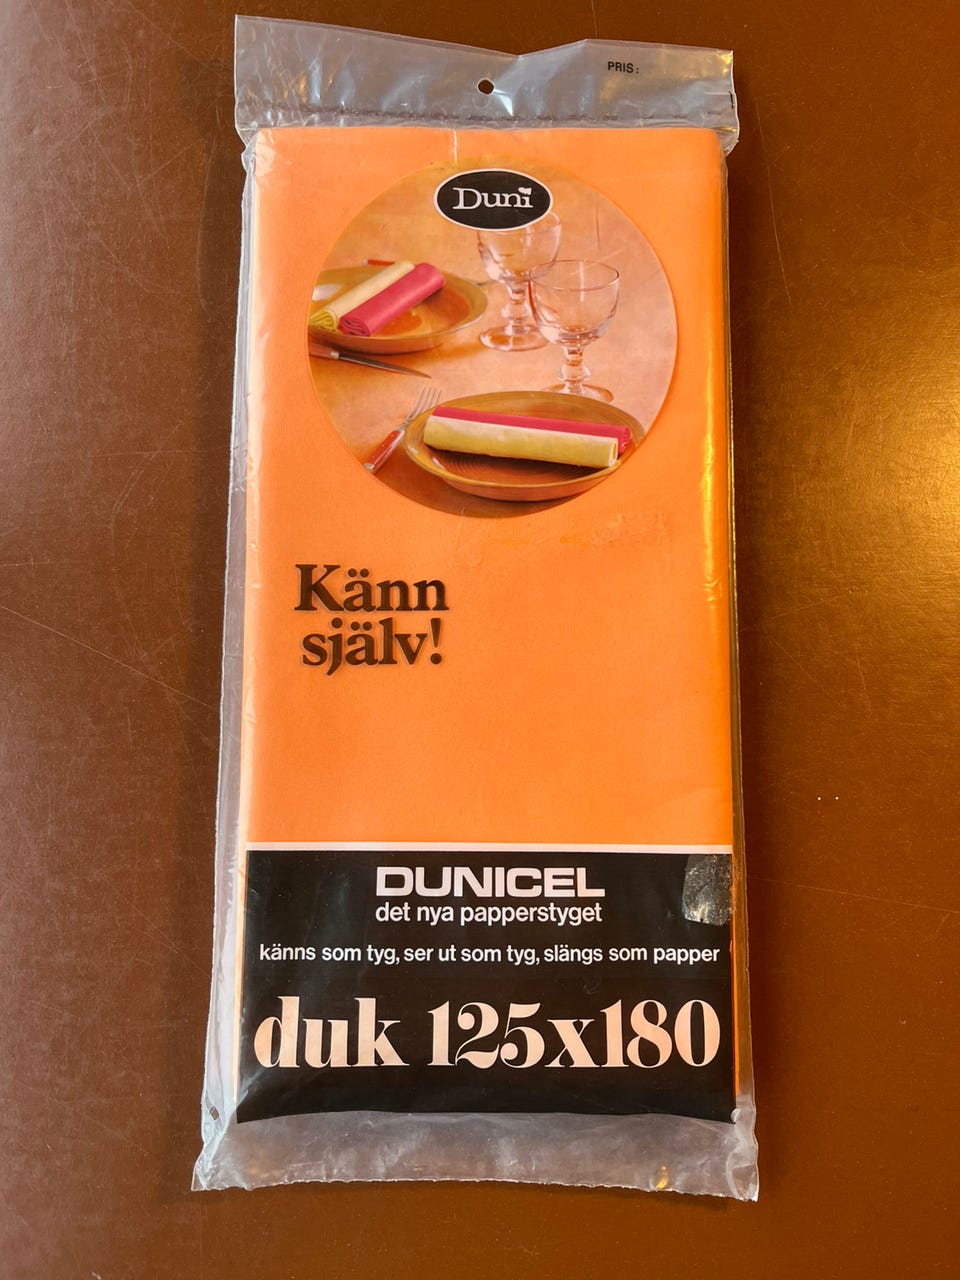 PRIS:
Duni
Känn
själv!
DUNICEL
det nya papperstyget
känns som tyg, ser ut som tyg, slängs som papper
duk 125x180